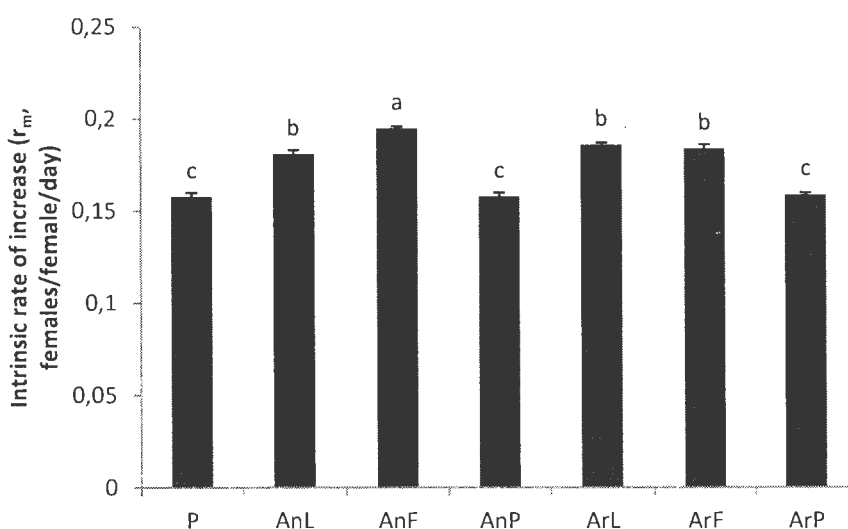 Intrinsic rate of increase (rm,
females/female/day)
0,25
0,2
0,15
0,1
0,05
0
c
b
a
c
b
b
c
P
AnL
AnF
AnP
ArL
ArF
ArP